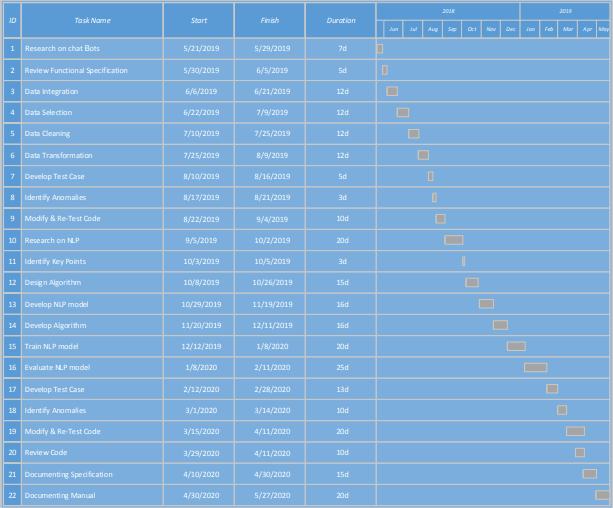 ID Task Name Start Finish Duration 2018 2019
Jun Jul Aug Sep Oct Nov Dec Jan Feb Mar Apr May
1 Research on chat Bots 5/21/2019 5/29/2019 7d
2 Review Functional Specification 5/30/2019 6/5/2019 5d
3 Data Integration 6/6/2019 6/21/2019 12d
4 Data Selection 6/22/2019 7/9/2019 12d
5 Data Cleaning 7/10/2019 7/25/2019 12d
6 Data Transformation 7/25/2019 8/9/2019 12d
7 Develop Test Case 8/10/2019 8/16/2019 5d
8 Identify Anomalies 8/17/2019 8/21/2019 3d
9 Modify & Re-Test Code 8/22/2019 9/4/2019 10d
10 Research on NLP 9/5/2019 10/2/2019 20d
11 Identify Key Points 10/3/2019 10/5/2019 3d
12 Design Algorithm 10/8/2019 10/26/2019 15d
13 Develop NLP model 10/29/2019 11/19/2019 16d
14 Develop Algorithm 11/20/2019 12/11/2019 16d
15 Train NLP model 12/12/2019 1/8/2020 20d
16 Evaluate NLP model 1/8/2020 2/11/2020 25d
17 Develop Test Case 2/12/2020 2/28/2020 13d
18 Identify Anomalies 3/1/2020 3/14/2020 10d
19 Modify & Re-Test Code 3/15/2020 4/11/2020 20d
20 Review Code 3/29/2020 4/11/2020 10d
21 Documenting Specification 4/10/2020 4/30/2020 15d
22 Documenting Manual 4/30/2020 5/27/2020 20d